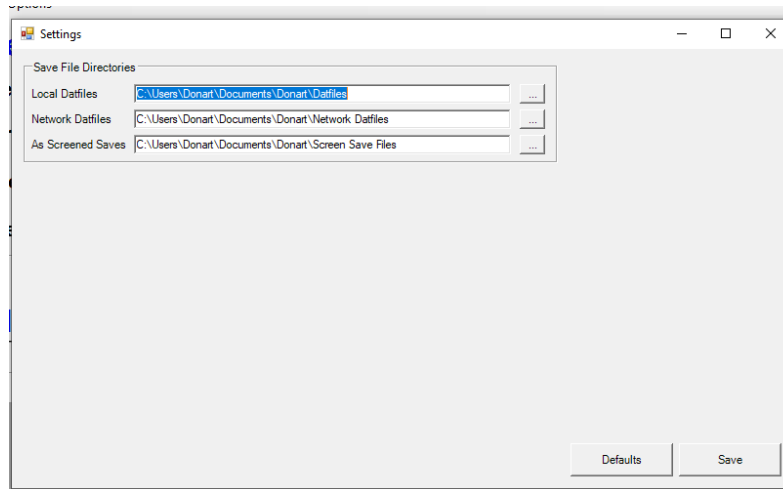 Options
Settings
Save File Directories
Local Datfiles C:\Users\Donart\Documents\Donart\Datfiles ...
Network Datfiles C:\Users\Donart\Documents\Donart\Network Datfiles ...
As Screened Saves C:\Users\Donart\Documents\Donart\Screen Save Files ...
Defaults Save